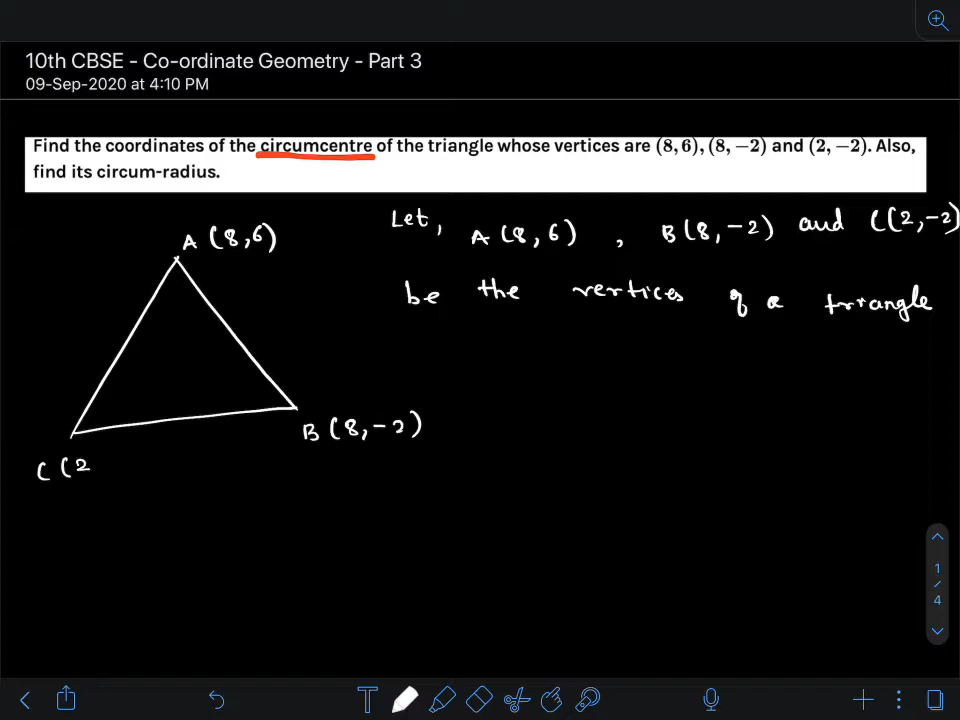 10th CBSE - Co-ordinate Geometry - Part 3
09-Sep-2020 at 4:10 PM
Find the coordinates of the circumcentre of the triangle whose vertices are (8, 6), (8, −2) and (2, −2). Also,
find its circum-radius.
Let, A (8, 6) , B(8, -2) and C(2, -2)
be the vertices of a triangle
A (8,6)
B (8, -2)
C (2
1
/
4
T